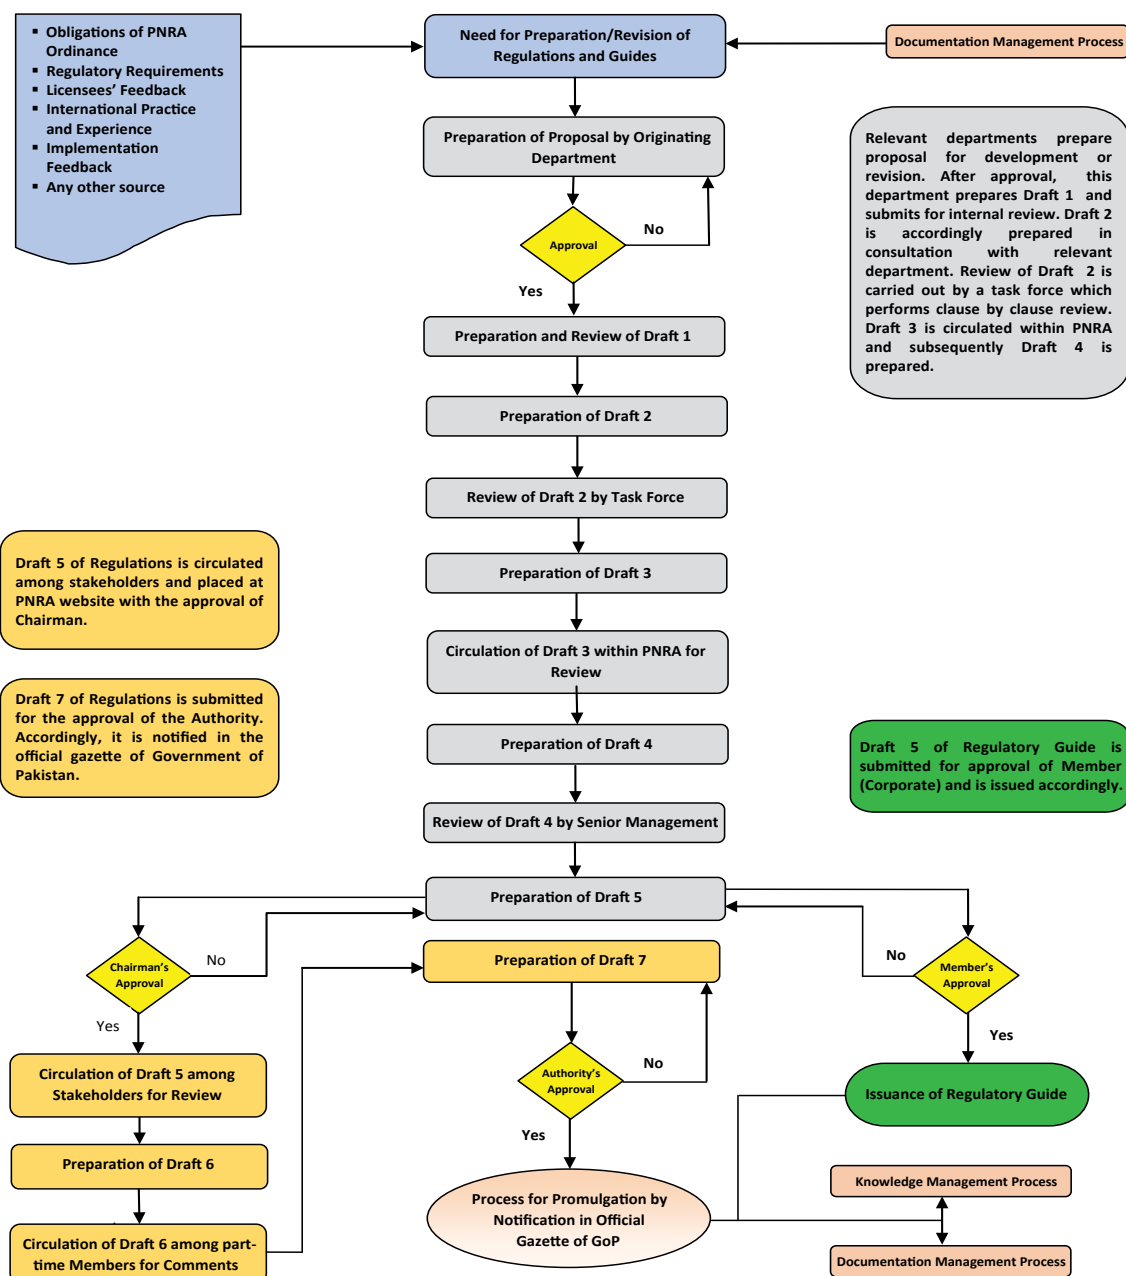 ▪ Obligations of PNRA
Ordinance
▪ Regulatory Requirements
▪ Licensees' Feedback
▪ International Practice
and Experience
▪ Implementation
Feedback
▪ Any other source
Need for Preparation/Revision of
Regulations and Guides
Documentation Management Process
Preparation of Proposal by Originating
Department
Approval
No
Yes
Relevant departments prepare
proposal for development or
revision. After approval, this
department prepares Draft 1 and
submits for internal review. Draft 2
is accordingly prepared in
consultation with relevant
department. Review of Draft 2 is
carried out by a task force which
performs clause by clause review.
Draft 3 is circulated within PNRA
and subsequently Draft 4 is
prepared.
Preparation and Review of Draft 1
Preparation of Draft 2
Review of Draft 2 by Task Force
Preparation of Draft 3
Circulation of Draft 3 within PNRA for
Review
Preparation of Draft 4
Review of Draft 4 by Senior Management
Preparation of Draft 5
Draft 5 of Regulations is circulated
among stakeholders and placed at
PNRA website with the approval of
Chairman.
Draft 7 of Regulations is submitted
for the approval of the Authority.
Accordingly, it is notified in the
official gazette of Government of
Pakistan.
Draft 5 of Regulatory Guide is
submitted for approval of Member
(Corporate) and is issued accordingly.
Chairman's
Approval
No
Yes
Circulation of Draft 5 among
Stakeholders for Review
Preparation of Draft 6
Circulation of Draft 6 among part-
time Members for Comments
Preparation of Draft 7
Authority's
Approval
No
Yes
Process for Promulgation by
Notification in Official
Gazette of GoP
Member's
Approval
No
Yes
Issuance of Regulatory Guide
Knowledge Management Process
Documentation Management Process